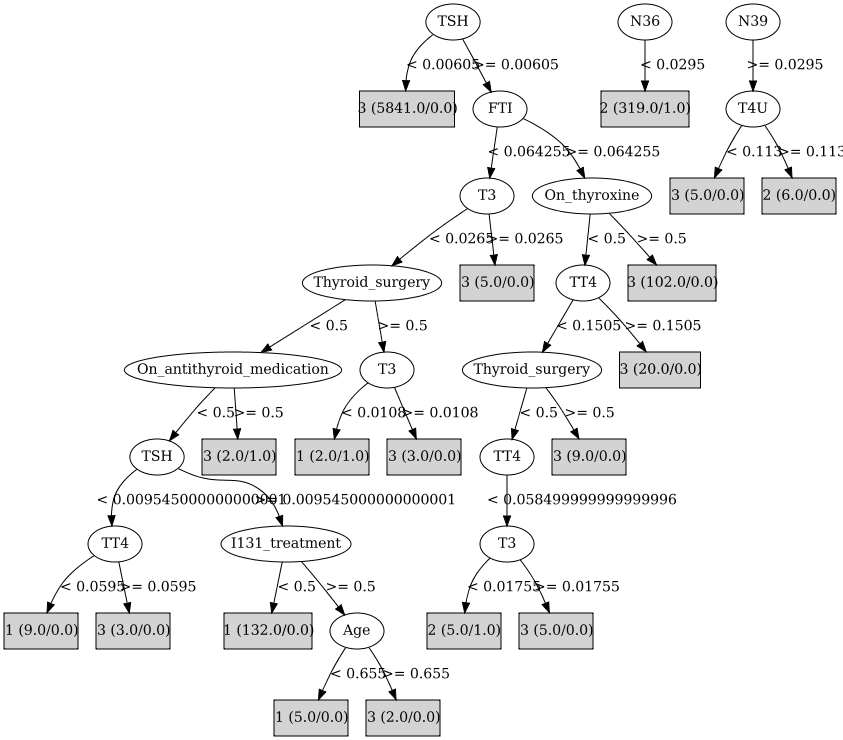 TSH N36 N39
< 0.00605 >= 0.00605 < 0.0295 >= 0.0295
3 (5841.0/0.0) FTI 2 (319.0/1.0) T4U
< 0.064255 >= 0.064255 < 0.113 >= 0.113
T3 On_thyroxine 3 (5.0/0.0) 2 (6.0/0.0)
< 0.0265 >= 0.0265 < 0.5 >= 0.5
Thyroid_surgery 3 (5.0/0.0) TT4 3 (102.0/0.0)
< 0.5 >= 0.5 < 0.1505 >= 0.1505
On_antithyroid_medication T3 Thyroid_surgery 3 (20.0/0.0)
< 0.5 >= 0.5 < 0.0108 >= 0.0108 < 0.5 >= 0.5
TSH 3 (2.0/1.0) 1 (2.0/1.0) 3 (3.0/0.0) TT4 3 (9.0/0.0)
< 0.009545000000000001 >= 0.009545000000000001 < 0.058499999999999996
TT4 I131_treatment T3
< 0.0595 >= 0.0595 < 0.5 >= 0.5 < 0.01755 >= 0.01755
1 (9.0/0.0) 3 (3.0/0.0) 1 (132.0/0.0) Age 2 (5.0/1.0) 3 (5.0/0.0)
< 0.655 >= 0.655
1 (5.0/0.0) 3 (2.0/0.0)